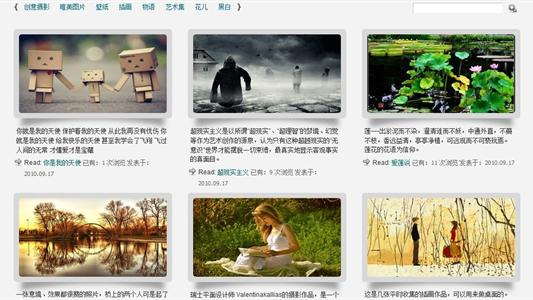 { 创意摄影 唯美图片 壁纸 插画 物语 艺术集 花儿 黑白 }
你就是我的天使 保护着我的天使 从此我再没有忧伤 你
就是我的天使 给我快乐的天使 甚至我学会了飞翔 飞过
人间的无常 才懂爱才是宝藏
Read: 你是我的天使 已有: 1 次浏览 发表于:
2010.09.17
超现实主义是以所谓“超现实”、“超理智”的梦境、幻觉
等作为艺术创作的源泉，认为只有这种超越现实的“无
意识”世界才能摆脱一切束缚，最真实地显示客观事实
的真面目。
Read: 超现实主义 已有: 9 次浏览 发表于:
2010.09.17
莲---出淤泥而不染，濯清涟而不妖，中通外直，不蔓
不枝，香远益清，亭亭净植，可远观而不可亵玩焉。
莲花的花语为信仰。
Read: 爱莲说 已有: 11 次浏览 发表于: 2010.09.17
一张意境、效果都很赞的照片，桥上的两个人可是起了
瑞士平面设计师 Valentinakallias的摄影作品，是一个
这是几张平时收集的插画作品，可以用来做桌面的。